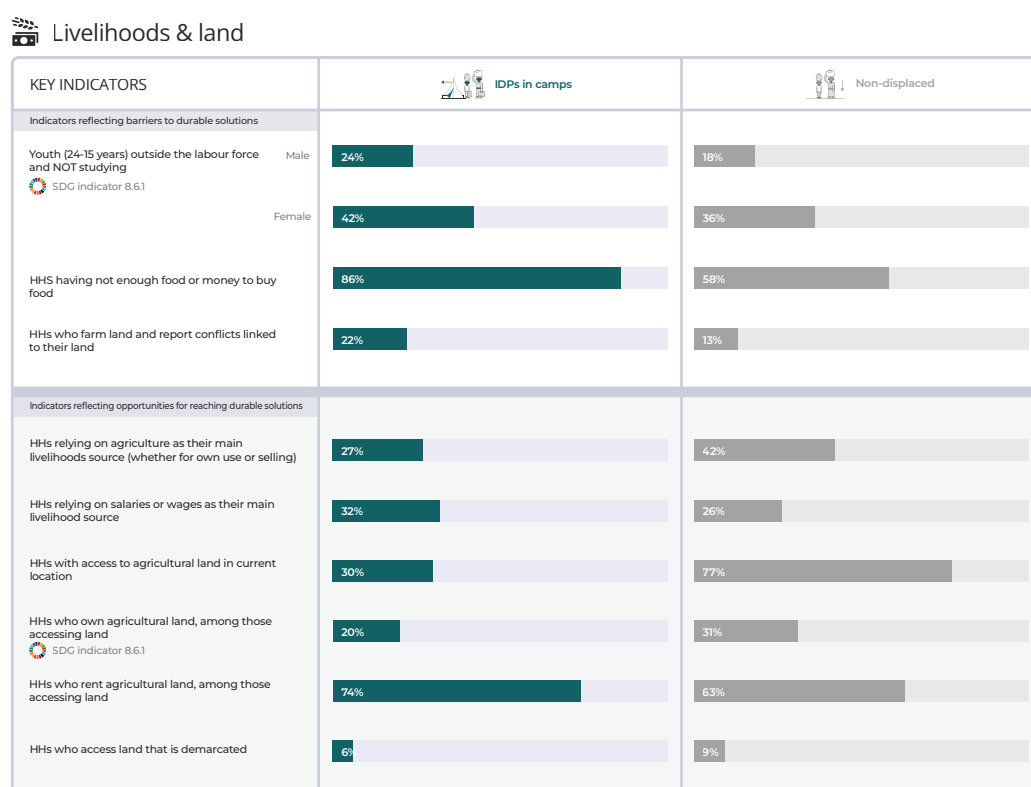 Livelihoods & land
KEY INDICATORS
IDPs in camps
Non-displaced
Indicators reflecting barriers to durable solutions
Youth (24-15 years) outside the labour force
and NOT studying
Male
24%
18%
SDG indicator 8.6.1
Female
42%
36%
HHS having not enough food or money to buy
food
86%
58%
HHs who farm land and report conflicts linked
to their land
22%
13%
Indicators reflecting opportunities for reaching durable solutions
HHs relying on agriculture as their main
livelihoods source (whether for own use or selling)
27%
42%
HHs relying on salaries or wages as their main
livelihood source
32%
26%
HHs with access to agricultural land in current
location
30%
77%
HHs who own agricultural land, among those
accessing land
20%
31%
SDG indicator 8.6.1
HHs who rent agricultural land, among those
accessing land
74%
63%
HHs who access land that is demarcated
6%
9%